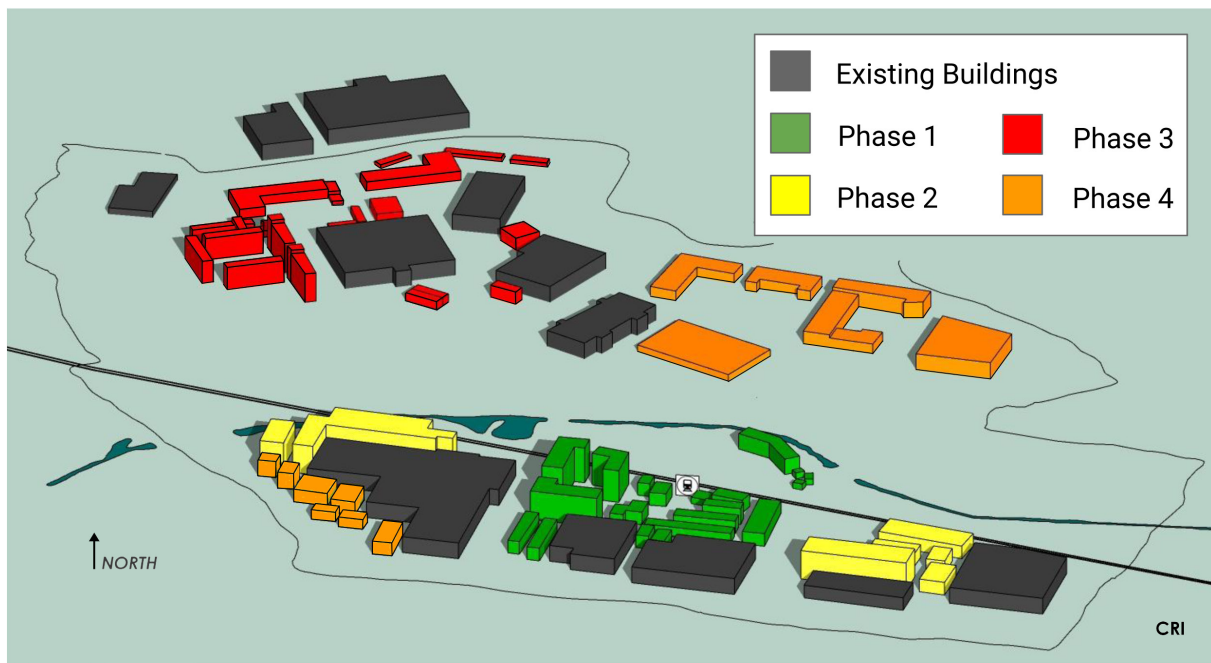 Existing Buildings
Phase 1
Phase 3
Phase 2
Phase 4
NORTH
CRI